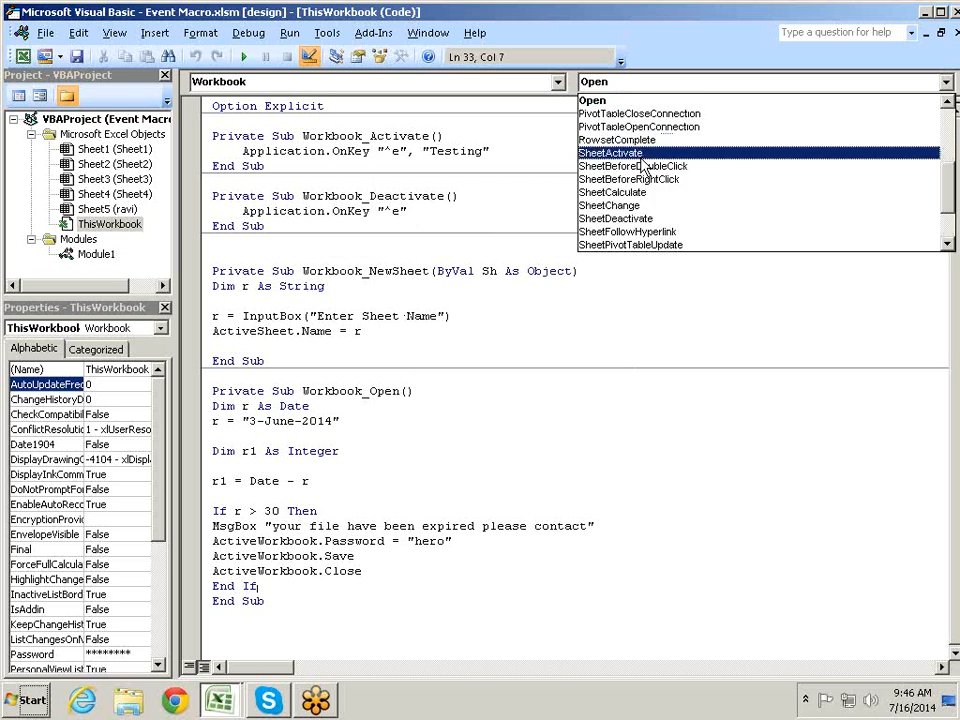 Microsoft Visual Basic - Event Macro.xlsm [design] - [ThisWorkbook (Code)]
File Edit View Insert Format Debug Run Tools Add-Ins Window Help
Type a question for help
Ln 33, Col 7
Project - VBAProject
VBAProject (Event Macr
Microsoft Excel Objects
Sheet1 (Sheet1)
Sheet2 (Sheet2)
Sheet3 (Sheet3)
Sheet4 (Sheet4)
Sheet5 (ravi)
ThisWorkbook
Modules
Module1
Properties - ThisWorkbook
ThisWorkbook Workbook
Alphabetic Categorized
(Name) ThisWorkbook
AutoUpdateFreq 0
ChangeHistoryD 0
CheckCompatibil False
ConflictResolutio 1 - xlUserReso
Date1904 False
DisplayDrawingO -4104 - xlDispl
DisplayInkComm True
DoNotPromptFo False
EnableAutoReco True
EncryptionProvic
EnvelopeVisible False
Final False
ForceFullCalcula False
HighlightChange False
InactiveListBord True
IsAddin False
KeepChangeHist True
ListChangesOnN False
Password ********
PersonalViewList True
Workbook
Open
Open
PivotTableCloseConnection
PivotTableOpenConnection
RowsetComplete
SheetActivate
SheetBeforeDoubleClick
SheetBeforeRightClick
SheetCalculate
SheetChange
SheetDeactivate
SheetFollowHyperlink
SheetPivotTableUpdate
Option Explicit
Private Sub Workbook_Activate()
Application.OnKey "^e", "Testing"
End Sub
Private Sub Workbook_Deactivate()
Application.OnKey "^e"
End Sub
Private Sub Workbook_NewSheet(ByVal Sh As Object)
Dim r As String
r = InputBox("Enter Sheet Name")
ActiveSheet.Name = r
End Sub
Private Sub Workbook_Open()
Dim r As Date
r = "3-June-2014"
Dim r1 As Integer
r1 = Date - r
If r > 30 Then
MsgBox "your file have been expired please contact"
ActiveWorkbook.Password = "hero"
ActiveWorkbook.Save
ActiveWorkbook.Close
End If
End Sub
Start
9:46 AM
7/16/2014